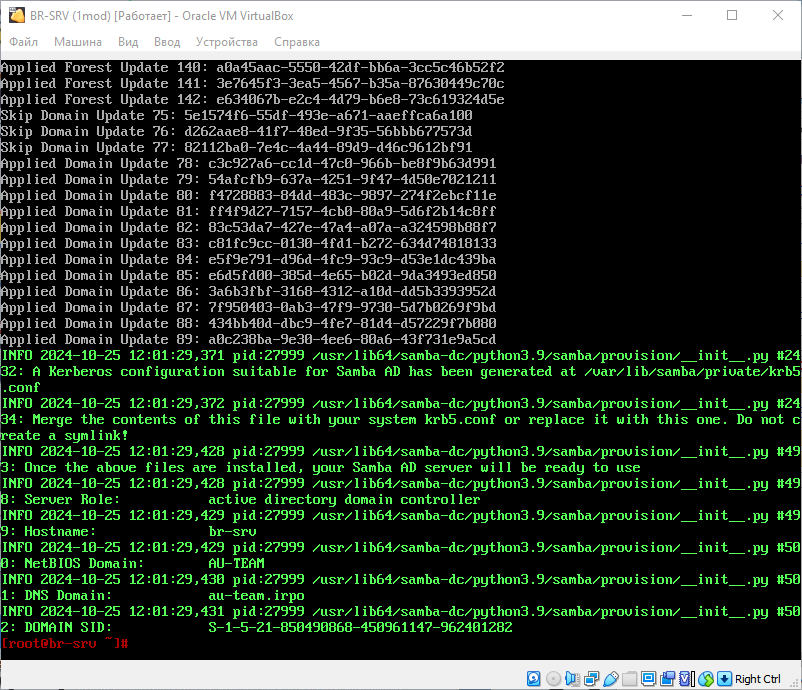 BR-SRV (1mod) [Работает] - Oracle VM VirtualBox
Файл Машина Вид Ввод Устройства Справка
Applied Forest Update 140: a0a45aac-5550-42df-bb6a-3cc5c46b52f2
Applied Forest Update 141: 3e7645f3-3ea5-4567-b35a-87630449c70c
Applied Forest Update 142: e634067b-e2c4-4d79-b6e8-73c619324d5e
Skip Domain Update 75: 5e1574f6-55df-493e-a671-aaeffca6a100
Skip Domain Update 76: d262aae8-41f7-48ed-9f35-56bbb677573d
Skip Domain Update 77: 82112ba0-7e4c-4a44-89d9-d46c9612bf91
Applied Domain Update 78: c3c927a6-cc1d-47c0-966b-be8f9b63d991
Applied Domain Update 79: 54afcfb9-637a-4251-9f47-4d50e7021211
Applied Domain Update 80: f4728883-84dd-483c-9897-274f2ebcf11e
Applied Domain Update 81: ff4f9d27-7157-4cb0-80a9-5d6f2b14c8ff
Applied Domain Update 82: 83c53da7-427e-47a4-a07a-a324598b88f7
Applied Domain Update 83: c81fc9cc-0130-4fd1-b272-634d74818133
Applied Domain Update 84: e5f9e791-d96d-4fc9-93c9-d53e1dc439ba
Applied Domain Update 85: e6d5fd00-385d-4e65-b02d-9da3493ed850
Applied Domain Update 86: 3a6b3fbf-3168-4312-a10d-dd5b3393952d
Applied Domain Update 87: 7f950403-0ab3-47f9-9730-5d7b0269f9bd
Applied Domain Update 88: 434bb40d-dbc9-4fe7-81d4-d57229f7b080
Applied Domain Update 89: a0c238ba-9e30-4ee6-80a6-43f731e9a5cd
INFO 2024-10-25 12:01:29,371 pid:27999 /usr/lib64/samba-dc/python3.9/samba/provision/__init__.py #24
32: A Kerberos configuration suitable for Samba AD has been generated at /var/lib/samba/private/krb5
.conf
INFO 2024-10-25 12:01:29,372 pid:27999 /usr/lib64/samba-dc/python3.9/samba/provision/__init__.py #24
34: Merge the contents of this file with your system krb5.conf or replace it with this one. Do not c
reate a symlink!
INFO 2024-10-25 12:01:29,428 pid:27999 /usr/lib64/samba-dc/python3.9/samba/provision/__init__.py #49
3: Once the above files are installed, your Samba AD server will be ready to use
INFO 2024-10-25 12:01:29,428 pid:27999 /usr/lib64/samba-dc/python3.9/samba/provision/__init__.py #49
8: Server Role:           active directory domain controller
INFO 2024-10-25 12:01:29,429 pid:27999 /usr/lib64/samba-dc/python3.9/samba/provision/__init__.py #49
9: Hostname:              br-srv
INFO 2024-10-25 12:01:29,429 pid:27999 /usr/lib64/samba-dc/python3.9/samba/provision/__init__.py #50
0: NetBIOS Domain:        AU-TEAM
INFO 2024-10-25 12:01:29,430 pid:27999 /usr/lib64/samba-dc/python3.9/samba/provision/__init__.py #50
1: DNS Domain:            au-team.irpo
INFO 2024-10-25 12:01:29,431 pid:27999 /usr/lib64/samba-dc/python3.9/samba/provision/__init__.py #50
2: DOMAIN SID:            S-1-5-21-850490868-450961147-962401282
[root@br-srv ~]#
Right Ctrl